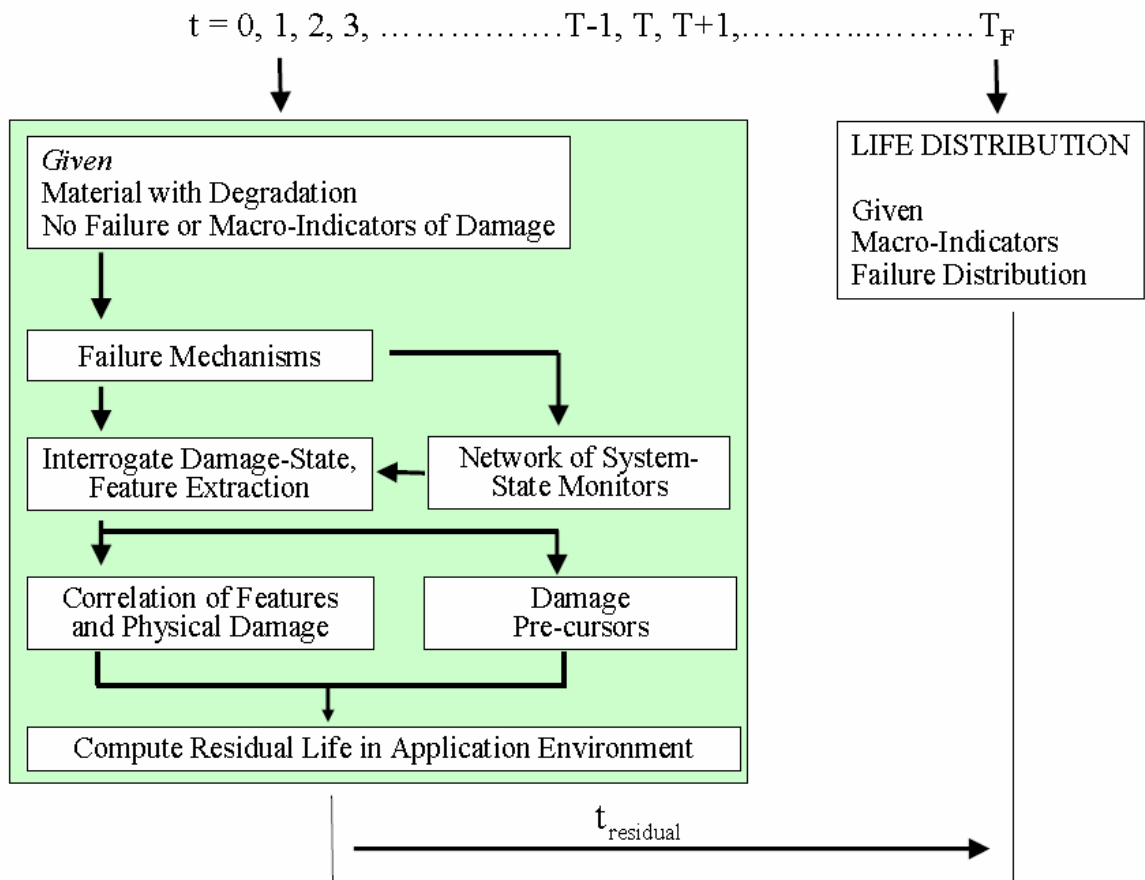 t = 0, 1, 2, 3, …………….T-1, T, T+1,………...………T_F
Given
Material with Degradation
No Failure or Macro-Indicators of Damage
LIFE DISTRIBUTION
Given
Macro-Indicators
Failure Distribution
Failure Mechanisms
Interrogate Damage-State,
Feature Extraction
Network of System-
State Monitors
Correlation of Features
and Physical Damage
Damage
Pre-cursors
Compute Residual Life in Application Environment
t_residual